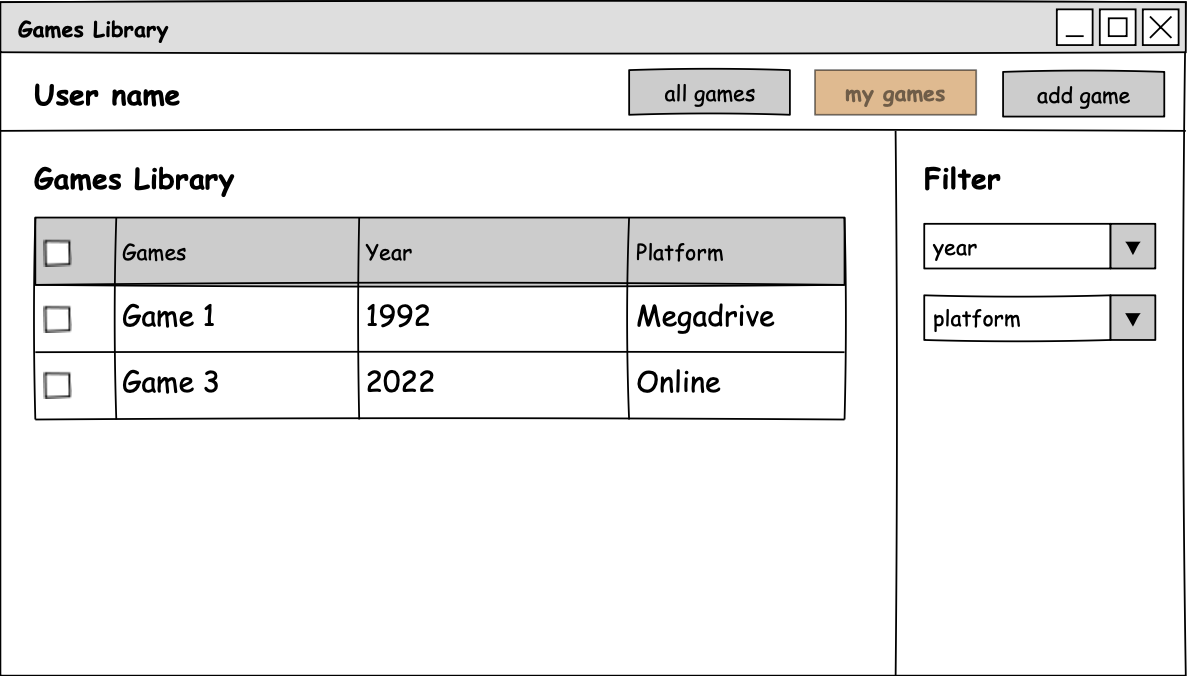 Games Library
User name
all games
my games
add game
Games Library
Games Year Platform
Game 1 1992 Megadrive
Game 3 2022 Online
Filter
year
platform